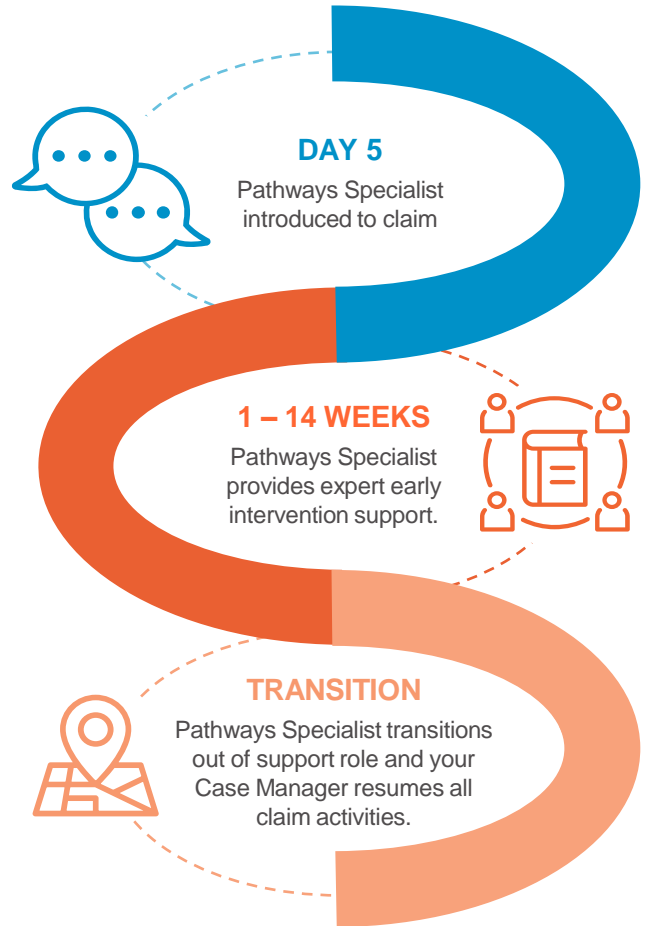 DAY 5
Pathways Specialist
introduced to claim
1 – 14 WEEKS
Pathways Specialist
provides expert early
intervention support.
TRANSITION
Pathways Specialist transitions
out of support role and your
Case Manager resumes all
claim activities.